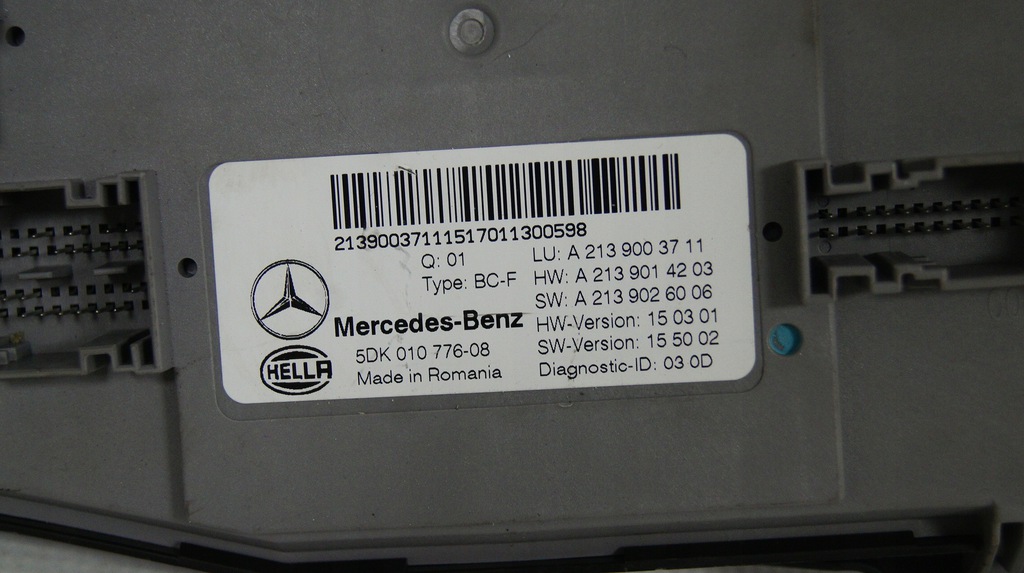 21390037111517011300598
Q: 01
Type: BC-F
LU: A 213 900 37 11
HW: A 213 901 42 03
SW: A 213 902 60 06
Mercedes-Benz
HW-Version: 15 03 01
5DK 010 776-08
SW-Version: 15 50 02
HELLA
Made in Romania
Diagnostic-ID: 03 0D